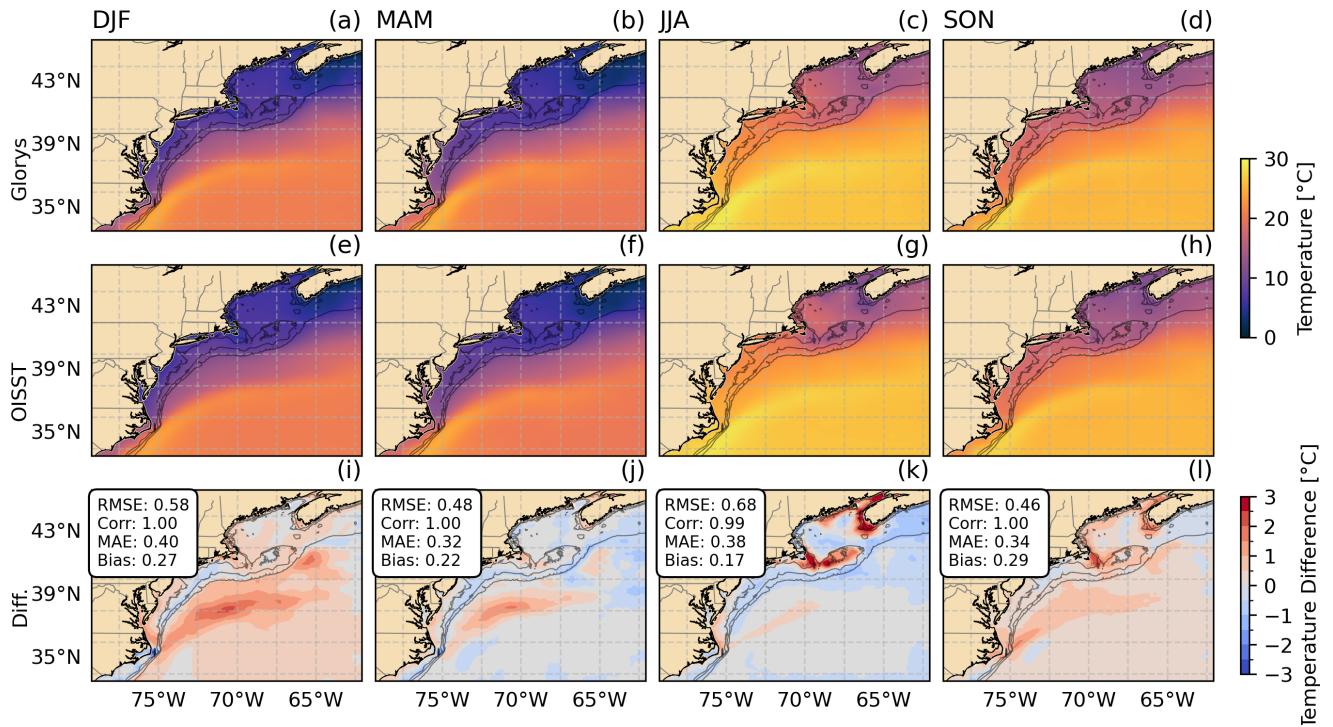 DJF (a) MAM (b) JJA (c) SON (d)
Glorys
43°N
39°N
35°N
(e) (f) (g) (h)
OISST
43°N
39°N
35°N
30
20
10
0
Temperature [°C]
(i) (j) (k) (l)
Diff.
43°N
39°N
35°N
RMSE: 0.58
Corr: 1.00
MAE: 0.40
Bias: 0.27
RMSE: 0.48
Corr: 1.00
MAE: 0.32
Bias: 0.22
RMSE: 0.68
Corr: 0.99
MAE: 0.38
Bias: 0.17
RMSE: 0.46
Corr: 1.00
MAE: 0.34
Bias: 0.29
3
2
1
0
−1
−2
−3
Temperature Difference [°C]
75°W 70°W 65°W 75°W 70°W 65°W 75°W 70°W 65°W 75°W 70°W 65°W